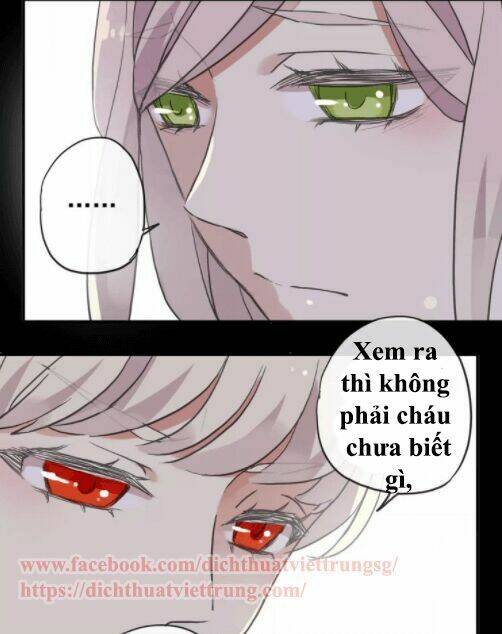 ......
Xem ra
thì không
phải cháu
chưa biết
gì,
www.facebook.com/dichthuatviettrungsg/
https://dichthuatviettrung.com/